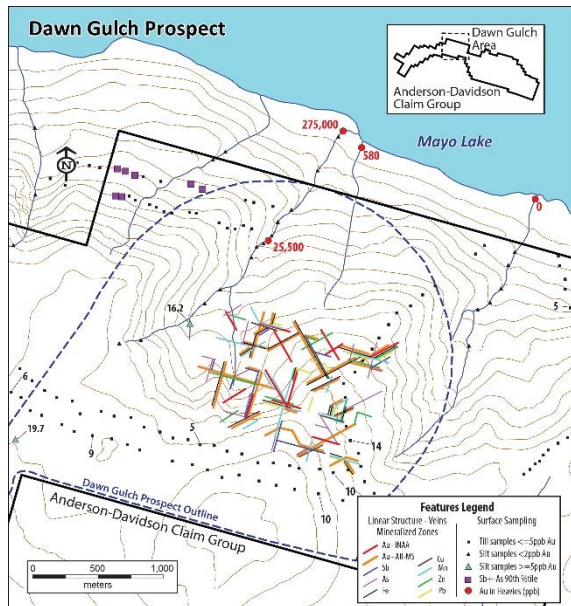 Dawn Gulch Prospect
Dawn Gulch
Area
Anderson-Davidson
Claim Group
275,000
Mayo Lake
580
N
0
25,500
5
16.2
6
5
19.7
9
14
10
10
Dawn Gulch Prospect Outline
Anderson-Davidson Claim Group
0
500
1,000
meters
Features Legend
Linear Structure - Veins
Mineralized Zones
Au - INAA
Au - AR-MS
Sb
As
Fe
Cu
Mn
Zn
Pb
Surface Sampling
Till samples <=5ppb Au
Silt samples <2ppb Au
Silt samples >=5ppb Au
Sb+-As 90th %tile
Au in Heavies (ppb)